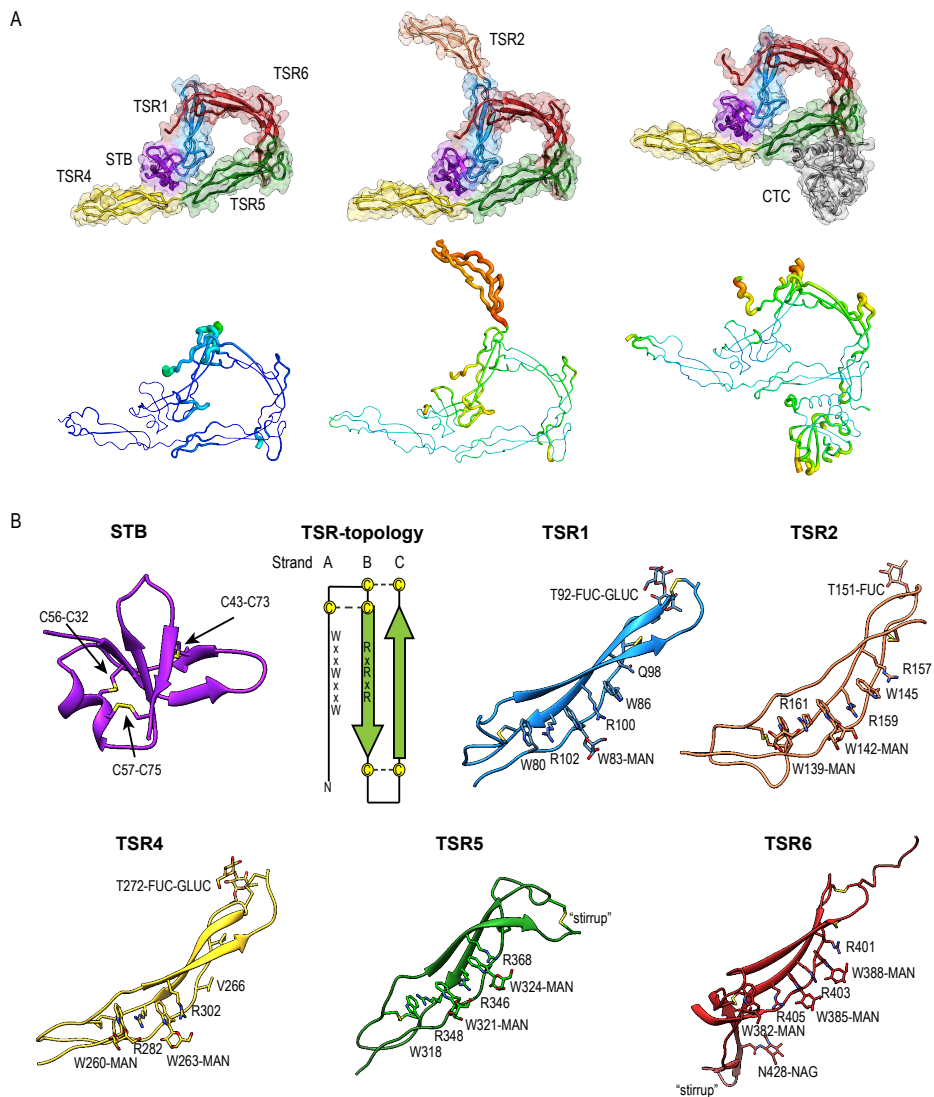 A
TSR2
TSR6
TSR1
STB
TSR4
TSR5
CTC
B
STB
TSR-topology
TSR1
TSR2
Strand A B C
C56-C32
C43-C73
C57-C75
C C
C C
W
x
x
W
x
x
W
R
x
R
x
R
C C
N
T92-FUC-GLUC
Q98
W86
R100
R102
W80
W83-MAN
T151-FUC
R157
W145
R161
R159
W142-MAN
W139-MAN
TSR4
TSR5
TSR6
T272-FUC-GLUC
V266
R302
R282
W260-MAN
W263-MAN
"stirrup"
R368
W324-MAN
R346
W321-MAN
R348
W318
R401
W388-MAN
R403
W385-MAN
R405
W382-MAN
N428-NAG
"stirrup"